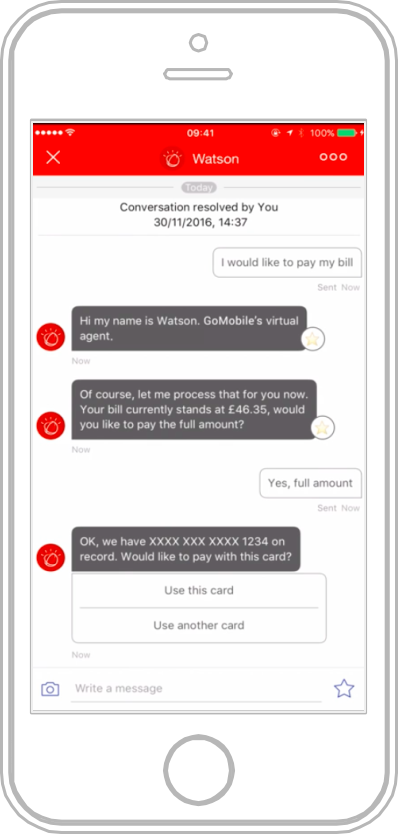 09:41
100%
Watson
Today
Conversation resolved by You
30/11/2016, 14:37
I would like to pay my bill
Sent Now
Hi my name is Watson. GoMobile's virtual
agent.
Now
Of course, let me process that for you now.
Your bill currently stands at £46.35, would
you like to pay the full amount?
Now
Yes, full amount
Sent Now
OK, we have XXXX XXX XXXX 1234 on
record. Would like to pay with this card?
Use this card
Use another card
Now
Write a message